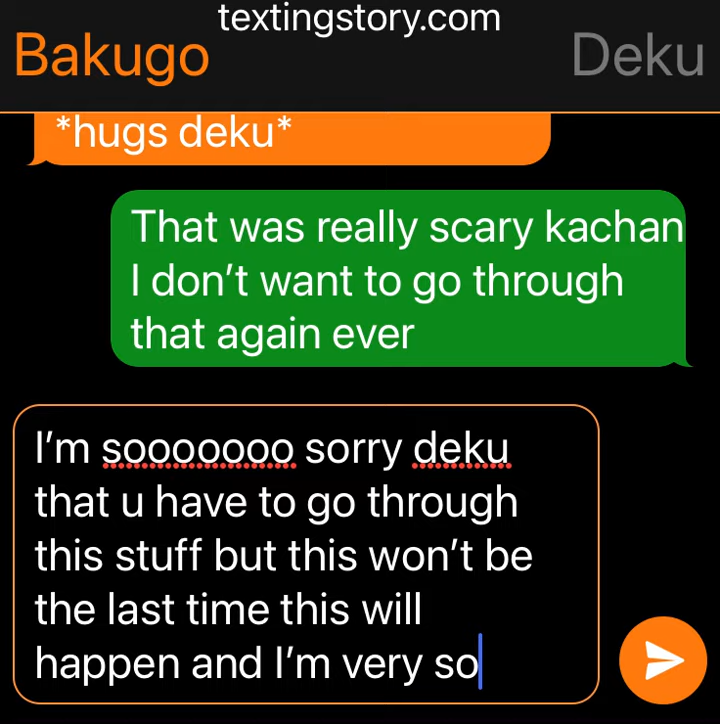 textingstory.com
Bakugo
Deku
*hugs deku*
That was really scary kachan
I don't want to go through
that again ever
I'm sooooooo sorry deku
that u have to go through
this stuff but this won't be
the last time this will
happen and I'm very so